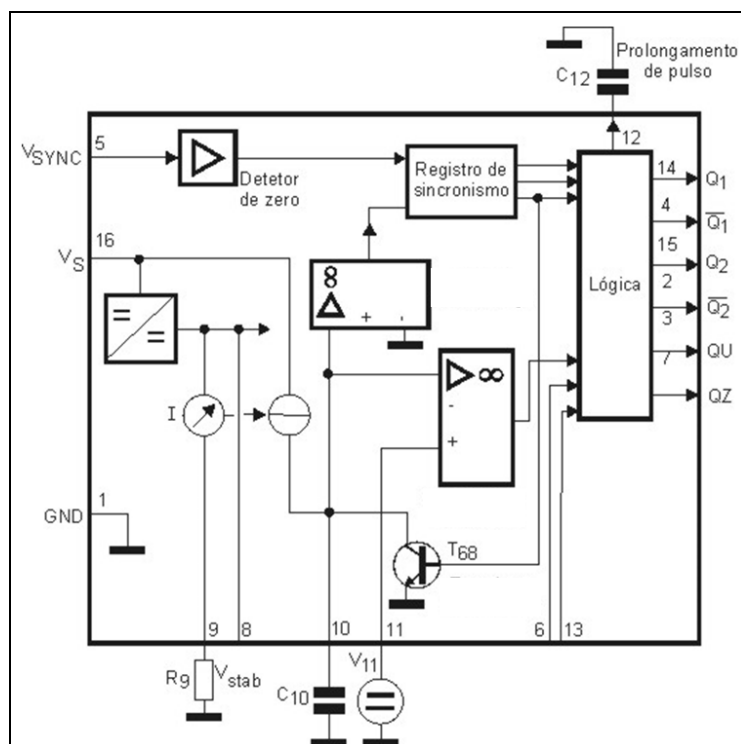 Prolongamento
de pulso
C12
12
VSYNC
5
Detetor
de zero
Registro de
sincronismo
14
Q1
4
Q1
16
VS
15
Q2
2
Q2
3
QU
7
QZ
Lógica
=
=
∞
+
-
∞
-
+
I
GND
1
T68
9
8
10
11
6
13
R9
Vstab
C10
V11